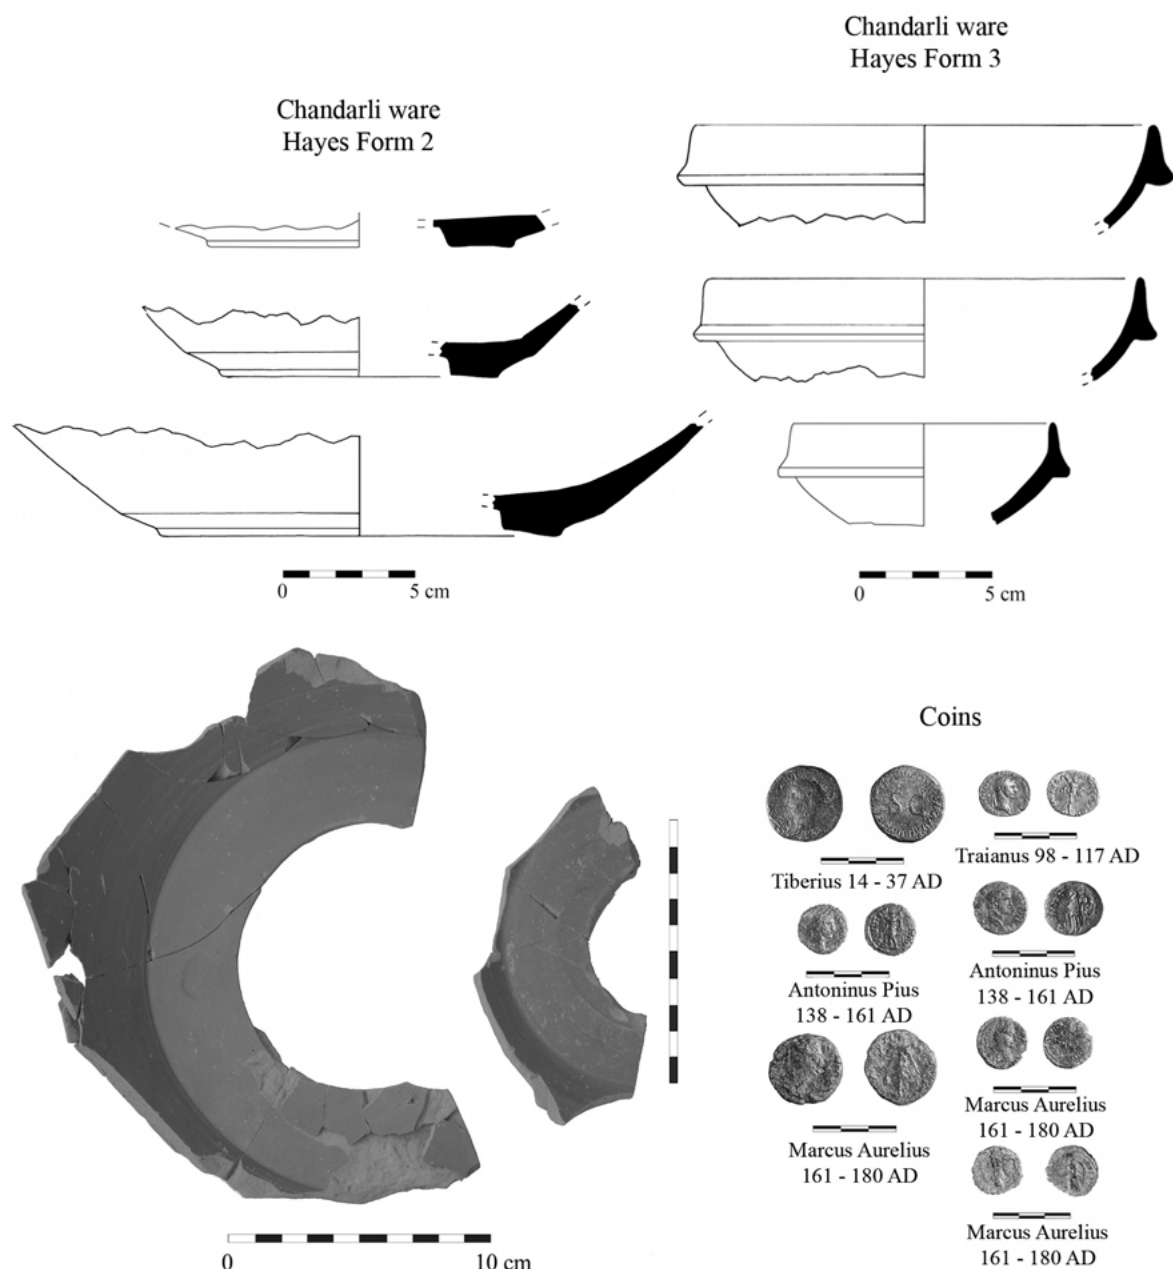 Chandarli ware
Hayes Form 2
0
5 cm
Chandarli ware
Hayes Form 3
0
5 cm
0
10 cm
Coins
Tiberius 14 - 37 AD
Traianus 98 - 117 AD
Antoninus Pius
138 - 161 AD
Antoninus Pius
138 - 161 AD
Marcus Aurelius
161 - 180 AD
Marcus Aurelius
161 - 180 AD
Marcus Aurelius
161 - 180 AD